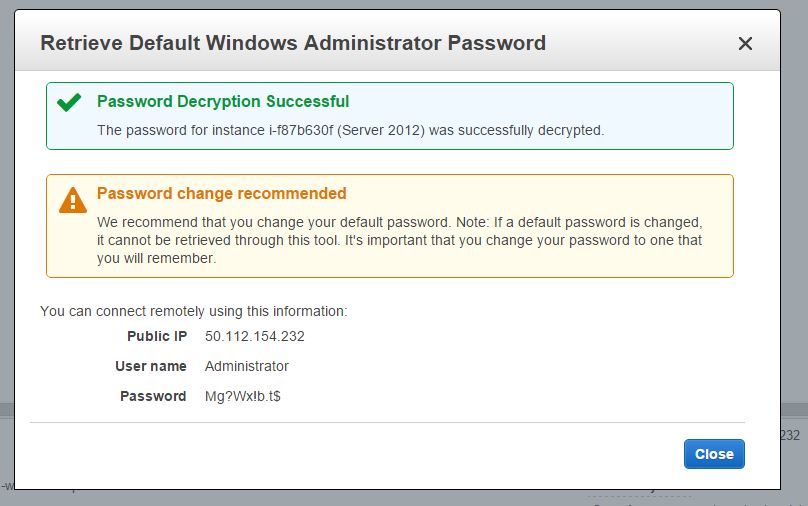 Retrieve Default Windows Administrator Password
Password Decryption Successful
The password for instance i-f87b630f (Server 2012) was successfully decrypted.
Password change recommended
We recommend that you change your default password. Note: If a default password is changed,
it cannot be retrieved through this tool. It's important that you change your password to one that
you will remember.
You can connect remotely using this information:
Public IP 50.112.154.232
User name Administrator
Password Mg?Wx!b.t$
232
Close
-w